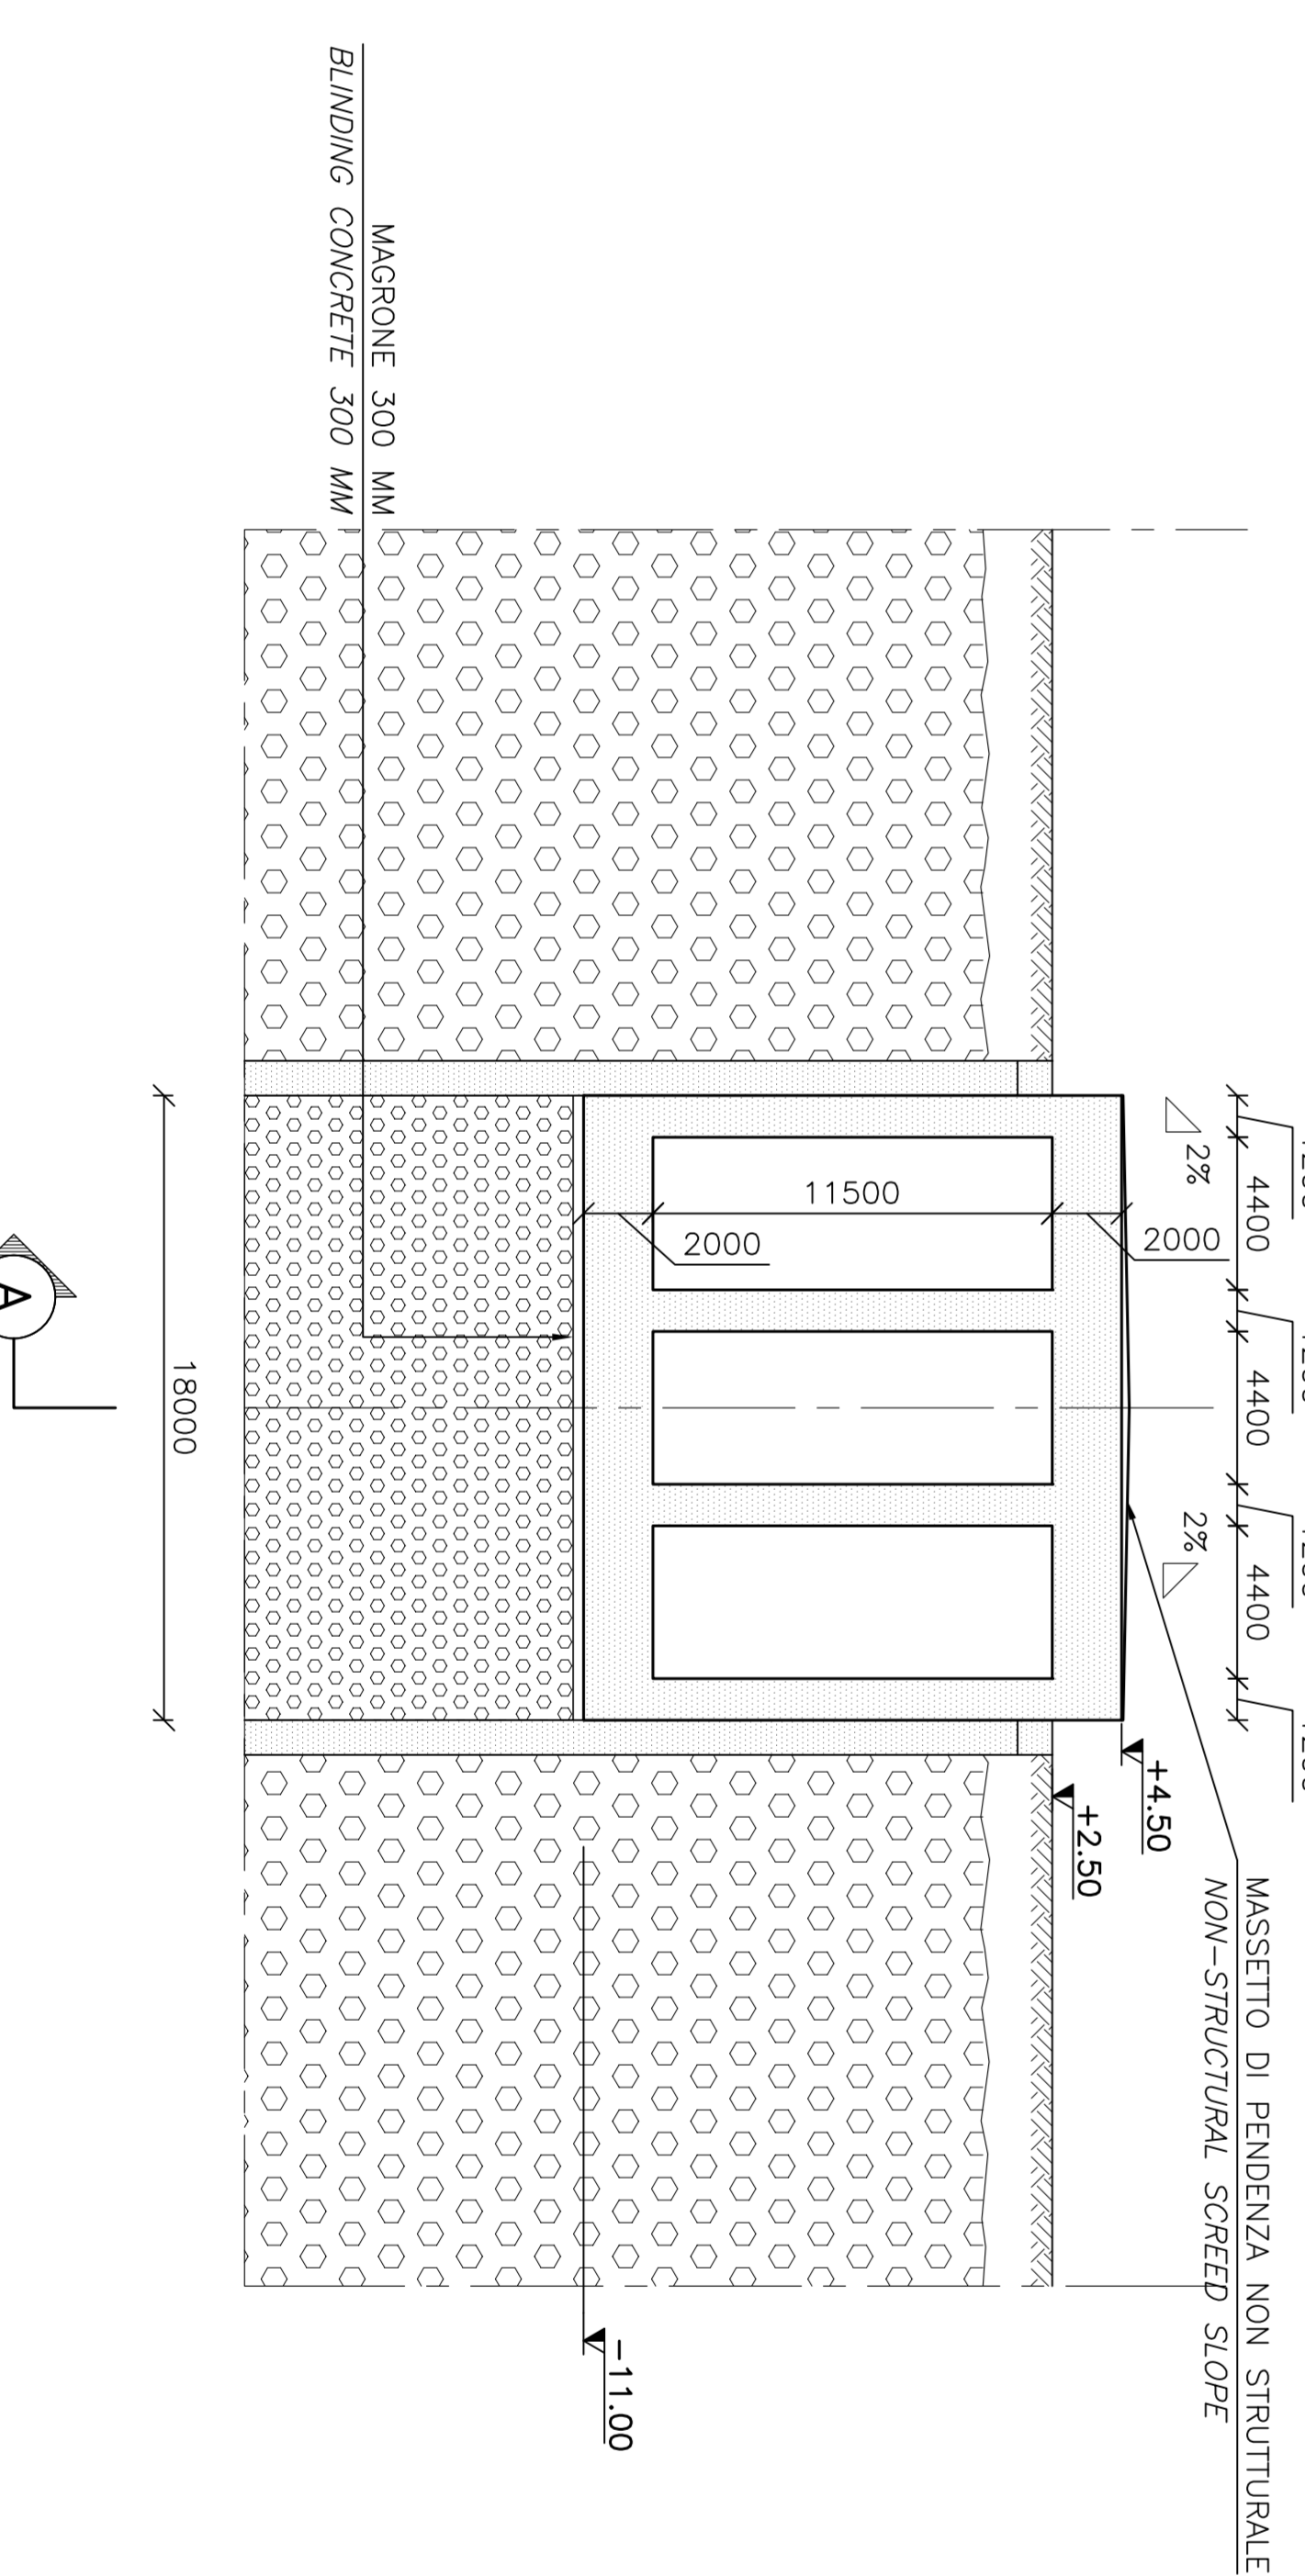 4400
4400
4400
2%
2%
2000
11500
2000
+4.50
+2.50
-11.00
MASSETTO DI PENDENZA NON STRUTTURALE
NON-STRUCTURAL SCREED SLOPE
MAGRONE 300 MM
BLINDING CONCRETE 300 MM
18000
A